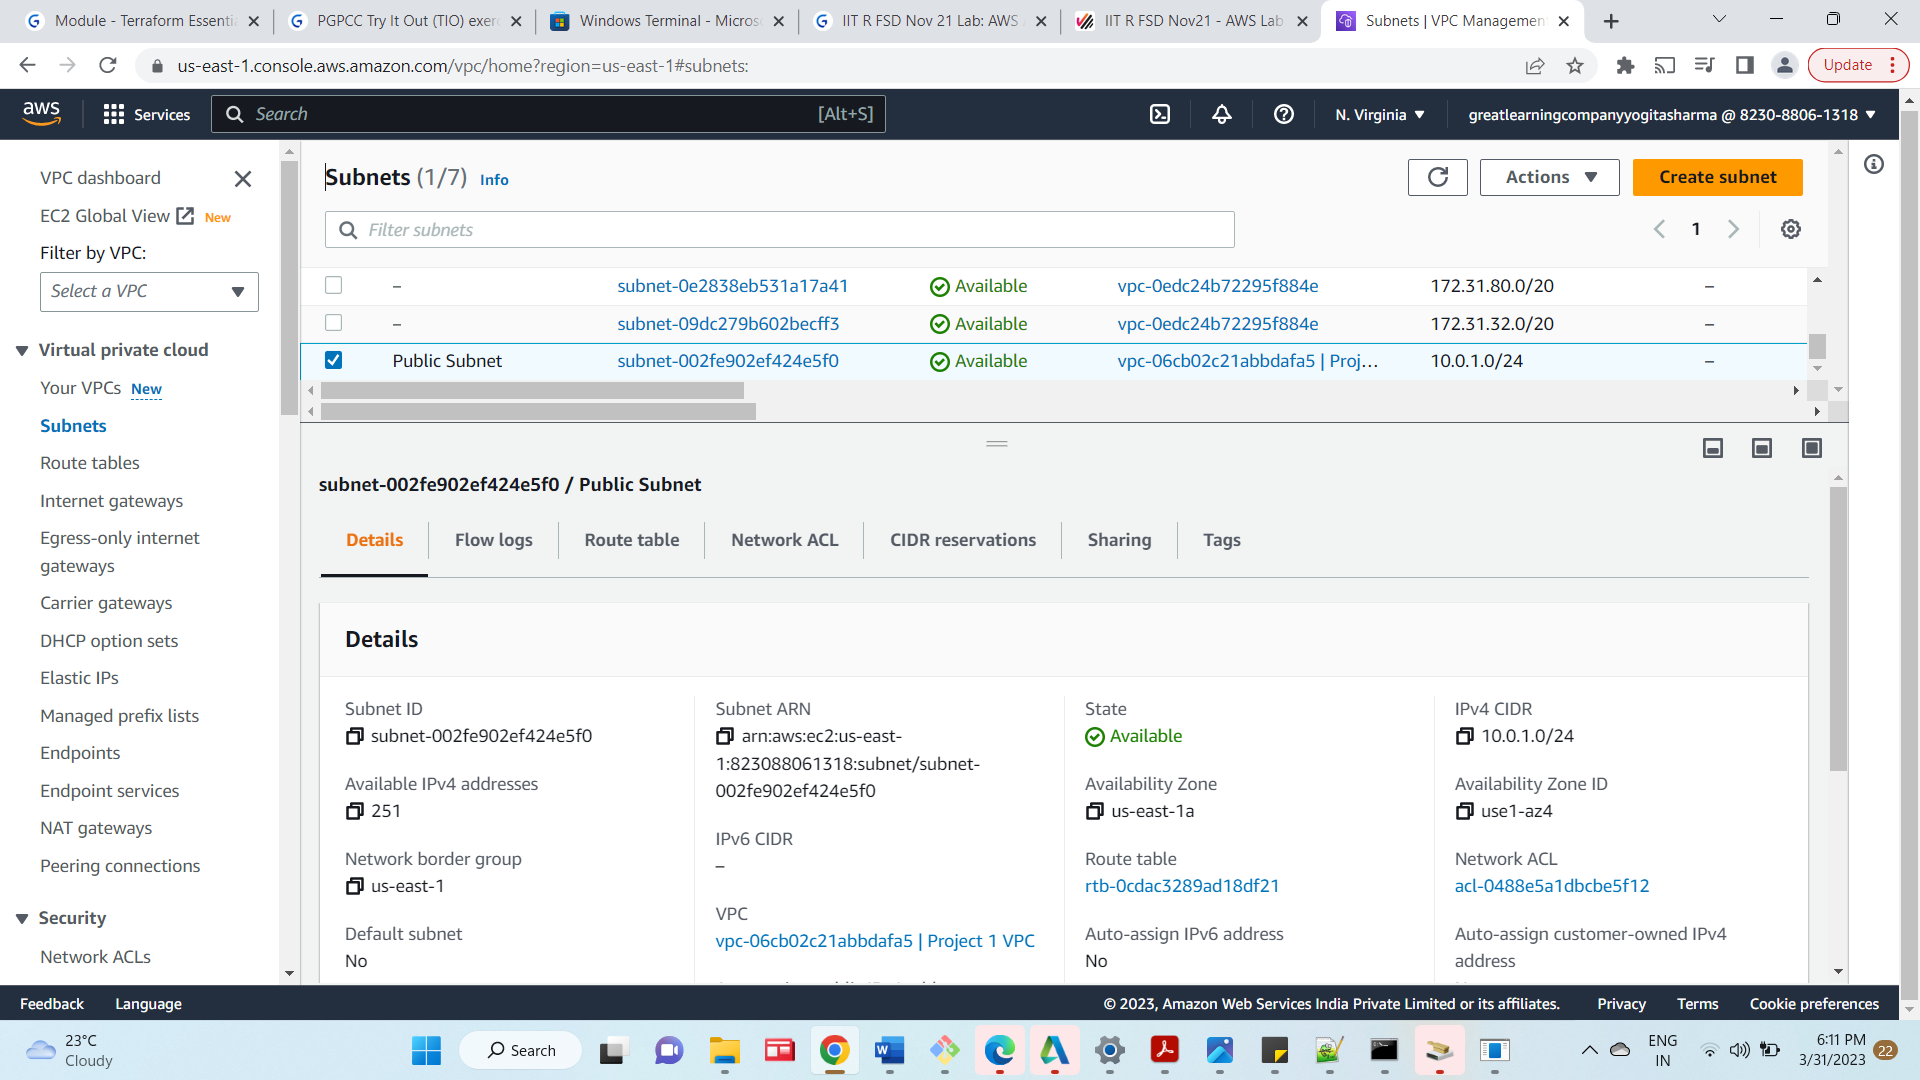 Module - Terraform Essenti
PGPCC Try It Out (TIO) exer
Windows Terminal - Micros
IIT R FSD Nov 21 Lab: AWS
IIT R FSD Nov21 - AWS Lab
Subnets | VPC Managemen
us-east-1.console.aws.amazon.com/vpc/home?region=us-east-1#subnets:
Update
aws
Services
Search
[Alt+S]
N. Virginia
greatlearningcompanyyogitasharma @ 8230-8806-1318
VPC dashboard
EC2 Global View New
Filter by VPC:
Select a VPC
Virtual private cloud
Your VPCs New
Subnets
Route tables
Internet gateways
Egress-only internet
gateways
Carrier gateways
DHCP option sets
Elastic IPs
Managed prefix lists
Endpoints
Endpoint services
NAT gateways
Peering connections
Security
Network ACLs
Subnets (1/7) Info
Actions
Create subnet
Filter subnets
1
– subnet-0e2838eb531a17a41 Available vpc-0edc24b72295f884e 172.31.80.0/20 –
– subnet-09dc279b602becff3 Available vpc-0edc24b72295f884e 172.31.32.0/20 –
Public Subnet subnet-002fe902ef424e5f0 Available vpc-06cb02c21abbdafa5 | Proj... 10.0.1.0/24 –
subnet-002fe902ef424e5f0 / Public Subnet
Details
Flow logs
Route table
Network ACL
CIDR reservations
Sharing
Tags
Details
Subnet ID
subnet-002fe902ef424e5f0
Available IPv4 addresses
251
Network border group
us-east-1
Default subnet
No
Subnet ARN
arn:aws:ec2:us-east-
1:823088061318:subnet/subnet-
002fe902ef424e5f0
IPv6 CIDR
–
VPC
vpc-06cb02c21abbdafa5 | Project 1 VPC
State
Available
Availability Zone
us-east-1a
Route table
rtb-0cdac3289ad18df21
Auto-assign IPv6 address
No
IPv4 CIDR
10.0.1.0/24
Availability Zone ID
use1-az4
Network ACL
acl-0488e5a1dbcbe5f12
Auto-assign customer-owned IPv4
address
Feedback
Language
© 2023, Amazon Web Services India Private Limited or its affiliates.
Privacy
Terms
Cookie preferences
23°C
Cloudy
Search
ENG
IN
6:11 PM
3/31/2023
22